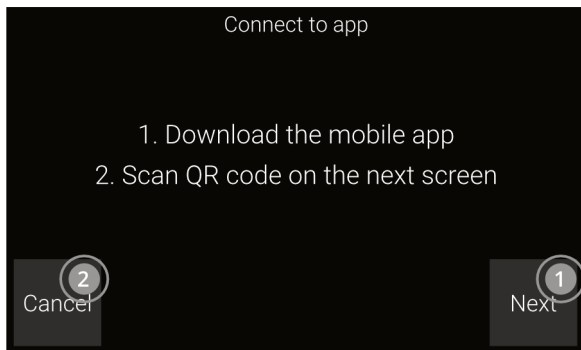 Connect to app
1. Download the mobile app
2. Scan QR code on the next screen
2
1
Cancel
Next